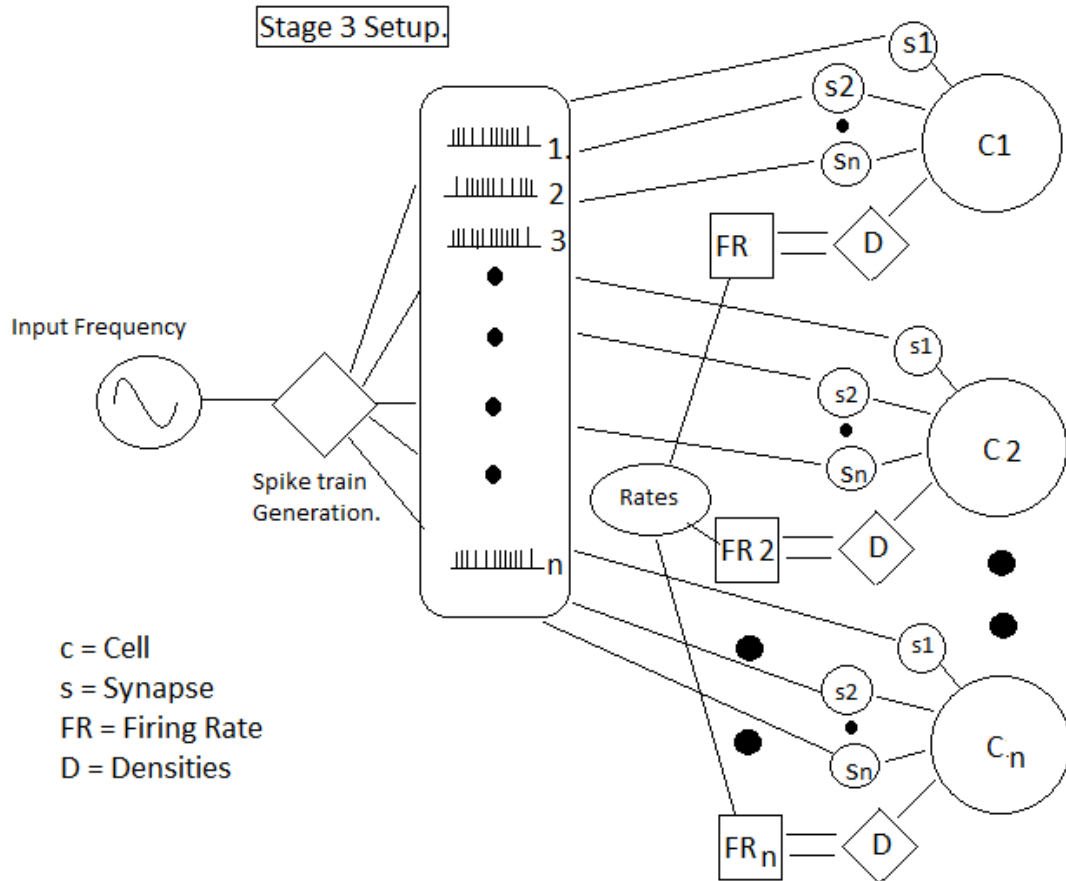 Stage 3 Setup.
s1
s2
Sn
C1
1.
2
3
FR
D
Input Frequency
s1
s2
Sn
C 2
Spike train
Generation.
Rates
FR 2
D
n
s1
s2
Sn
C.n
c = Cell
s = Synapse
FR = Firing Rate
D = Densities
FR n
D